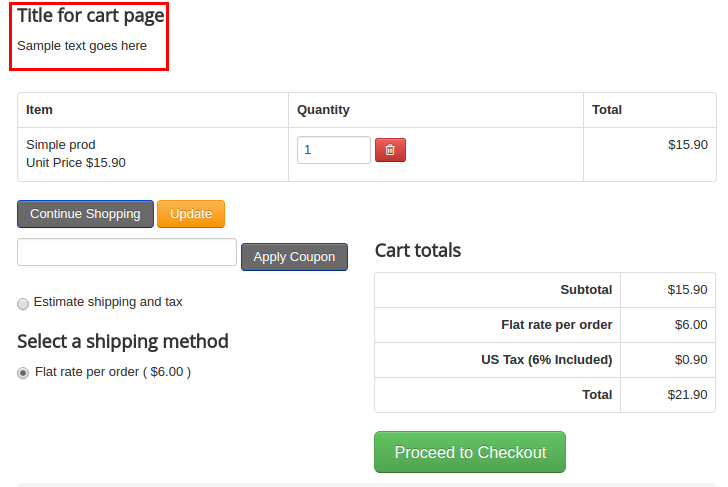 Title for cart page
Sample text goes here
Item Quantity Total
Simple prod
Unit Price $15.90
1
$15.90
Continue Shopping Update
Apply Coupon
Estimate shipping and tax
Select a shipping method
Flat rate per order ( $6.00 )
Cart totals
Subtotal $15.90
Flat rate per order $6.00
US Tax (6% Included) $0.90
Total $21.90
Proceed to Checkout